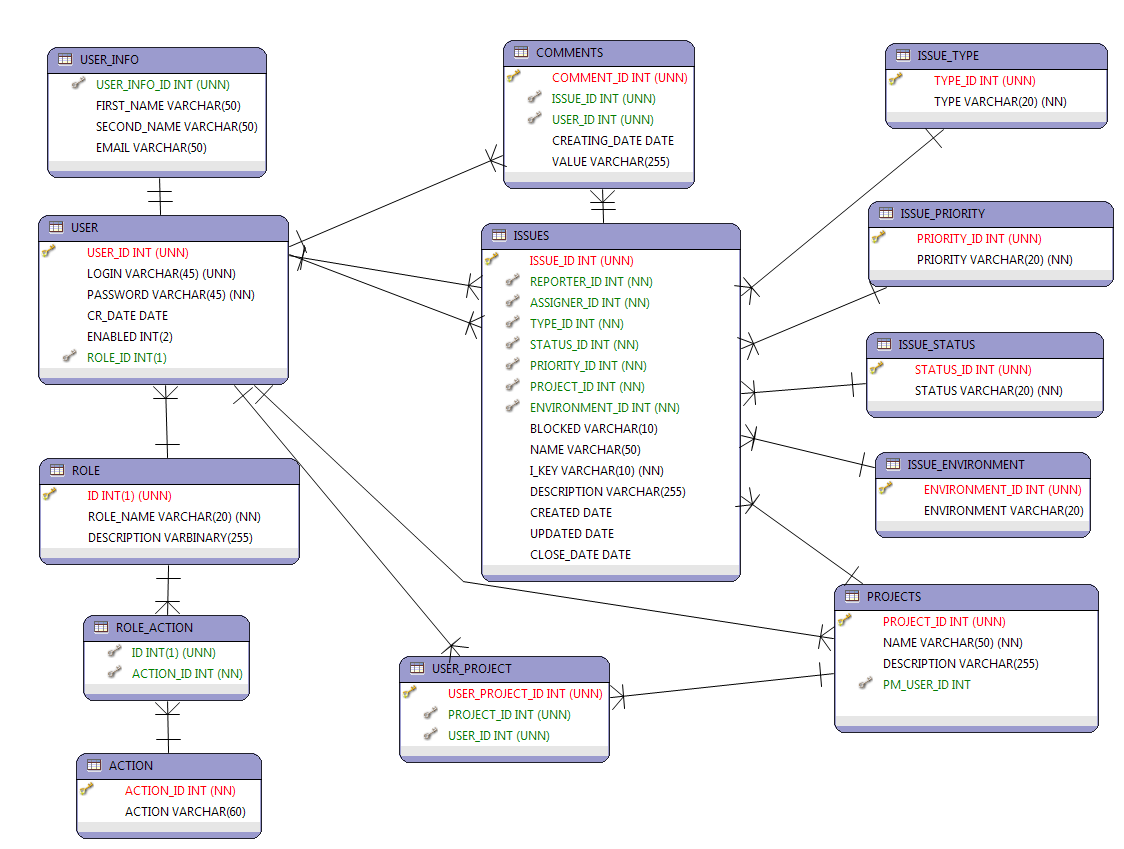 USER_INFO
USER_INFO_ID INT (UNN)
FIRST_NAME VARCHAR(50)
SECOND_NAME VARCHAR(50)
EMAIL VARCHAR(50)
COMMENTS
COMMENT_ID INT (UNN)
ISSUE_ID INT (UNN)
USER_ID INT (UNN)
CREATING_DATE DATE
VALUE VARCHAR(255)
ISSUE_TYPE
TYPE_ID INT (UNN)
TYPE VARCHAR(20) (NN)
USER
USER_ID INT (UNN)
LOGIN VARCHAR(45) (UNN)
PASSWORD VARCHAR(45) (NN)
CR_DATE DATE
ENABLED INT(2)
ROLE_ID INT(1)
ISSUES
ISSUE_ID INT (UNN)
REPORTER_ID INT (NN)
ASSIGNER_ID INT (NN)
TYPE_ID INT (NN)
STATUS_ID INT (NN)
PRIORITY_ID INT (NN)
PROJECT_ID INT (NN)
ENVIRONMENT_ID INT (NN)
BLOCKED VARCHAR(10)
NAME VARCHAR(50)
I_KEY VARCHAR(10) (NN)
DESCRIPTION VARCHAR(255)
CREATED DATE
UPDATED DATE
CLOSE_DATE DATE
ISSUE_PRIORITY
PRIORITY_ID INT (UNN)
PRIORITY VARCHAR(20) (NN)
ISSUE_STATUS
STATUS_ID INT (UNN)
STATUS VARCHAR(20) (NN)
ISSUE_ENVIRONMENT
ENVIRONMENT_ID INT (UNN)
ENVIRONMENT VARCHAR(20)
ROLE
ID INT(1) (UNN)
ROLE_NAME VARCHAR(20) (NN)
DESCRIPTION VARBINARY(255)
PROJECTS
PROJECT_ID INT (UNN)
NAME VARCHAR(50) (NN)
DESCRIPTION VARCHAR(255)
PM_USER_ID INT
ROLE_ACTION
ID INT(1) (UNN)
ACTION_ID INT (NN)
USER_PROJECT
USER_PROJECT_ID INT (UNN)
PROJECT_ID INT (UNN)
USER_ID INT (UNN)
ACTION
ACTION_ID INT (NN)
ACTION VARCHAR(60)